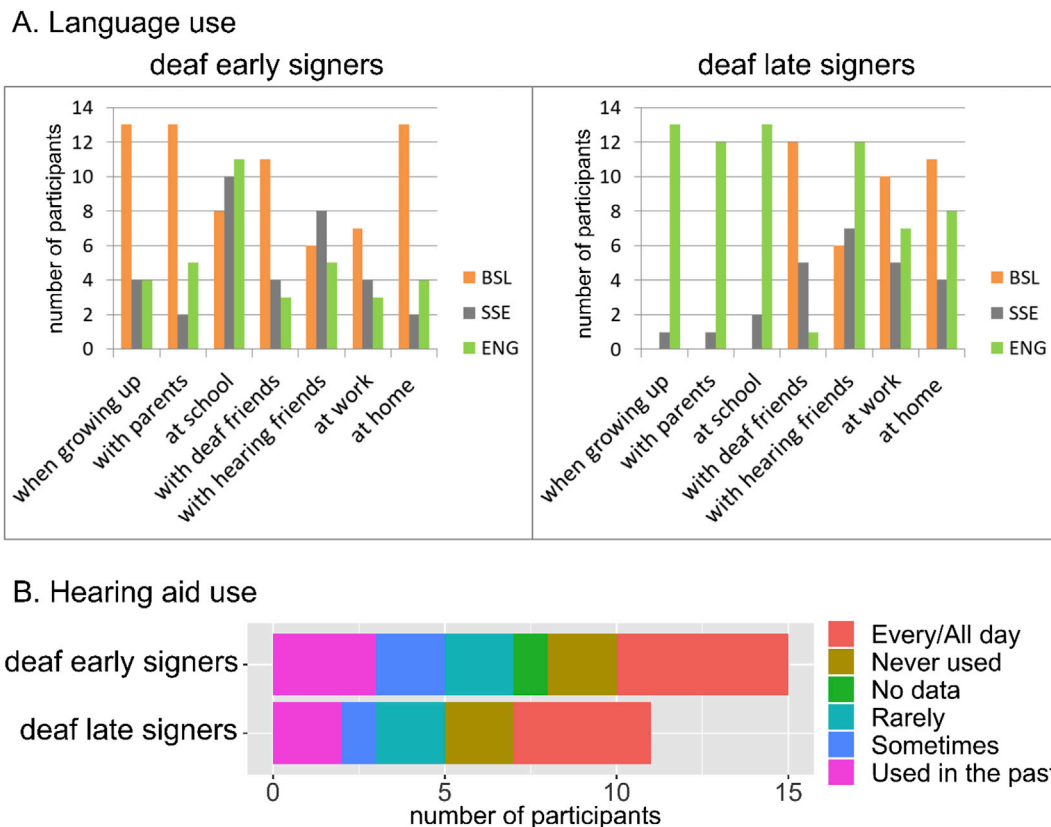 A. Language use
deaf early signers
number of participants
14
12
10
8
6
4
2
0
when growing up
with parents
at school
with deaf friends
with hearing friends
at work
at home
BSL
SSE
ENG
deaf late signers
number of participants
14
12
10
8
6
4
2
0
when growing up
with parents
at school
with deaf friends
with hearing friends
at work
at home
BSL
SSE
ENG
B. Hearing aid use
deaf early signers
deaf late signers
0 5 10 15
number of participants
Every/All day
Never used
No data
Rarely
Sometimes
Used in the past